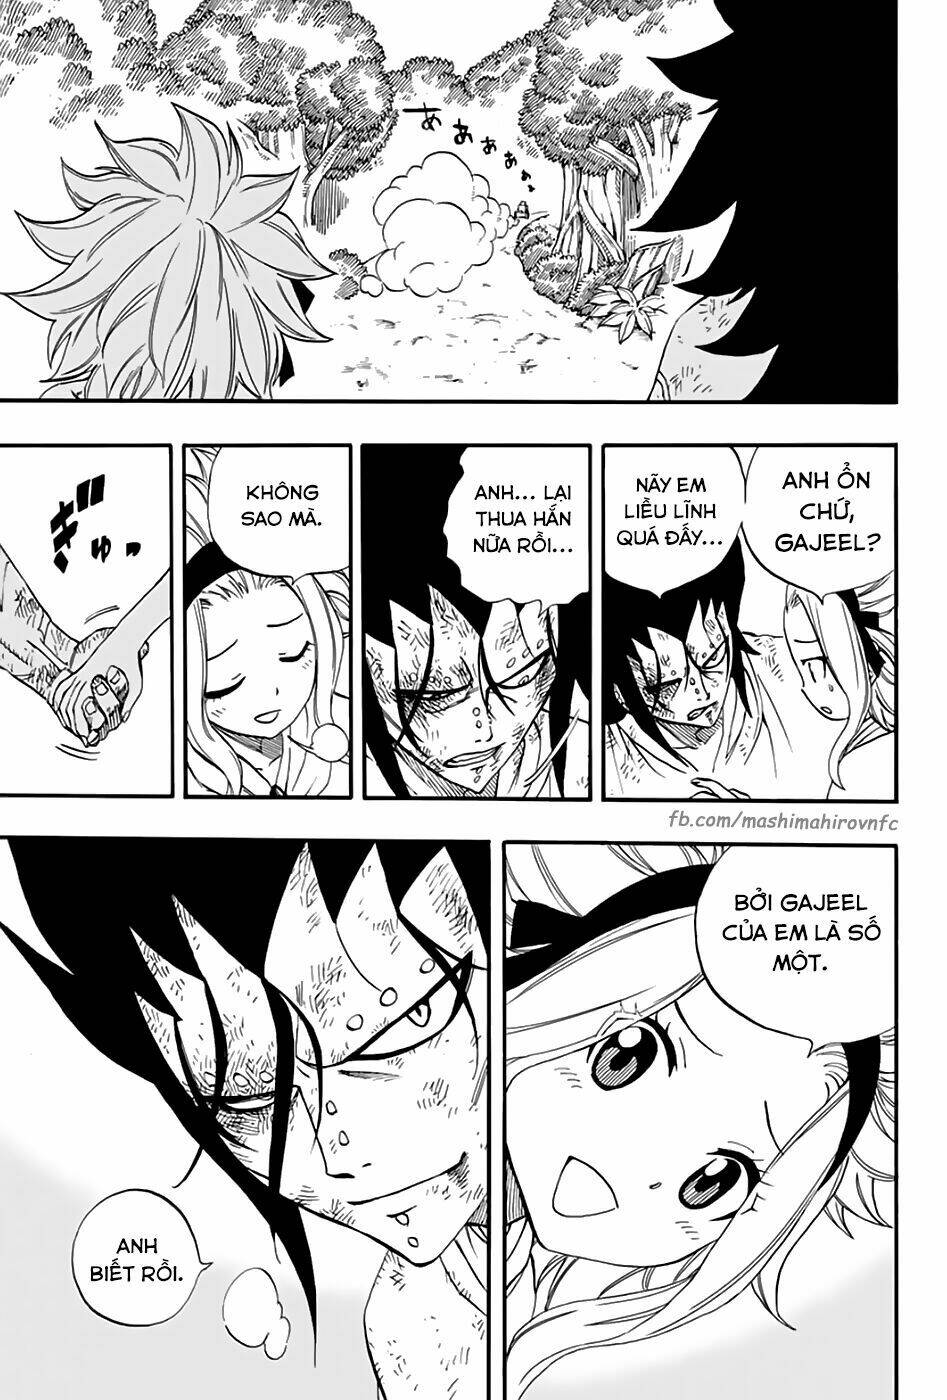 あぁぁぁぁ
ANH ỔN
CHỨ,
GAJEEL?
NÃY EM
LIỀU LĨNH
QUÁ ĐẤY...
ANH... LẠI
THUA HẮN
NỮA RỒI...
KHÔNG
SAO MÀ.
ぎゅっ
fb.com/mashimahirovnfc
BỞI GAJEEL
CỦA EM LÀ SỐ
MỘT.
ANH
BIẾT RỒI.